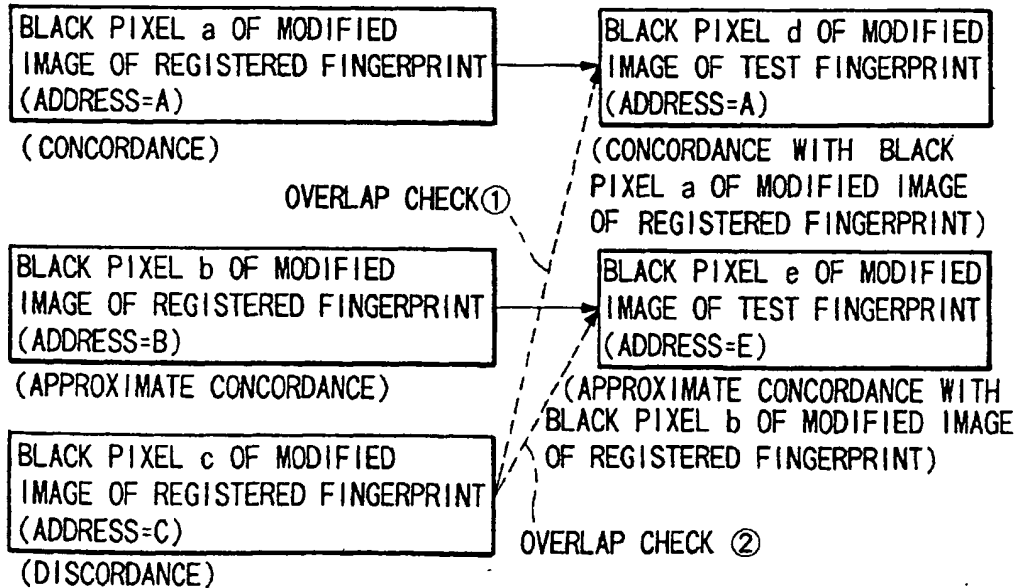 BLACK PIXEL a OF MODIFIED
IMAGE OF REGISTERED FINGERPRINT
(ADDRESS=A)
(CONCORDANCE)
BLACK PIXEL d OF MODIFIED
IMAGE OF TEST FINGERPRINT
(ADDRESS=A)
(CONCORDANCE WITH BLACK
PIXEL a OF MODIFIED IMAGE
OF REGISTERED FINGERPRINT)
OVERLAP CHECK①
BLACK PIXEL b OF MODIFIED
IMAGE OF REGISTERED FINGERPRINT
(ADDRESS=B)
(APPROXIMATE CONCORDANCE)
BLACK PIXEL e OF MODIFIED
IMAGE OF TEST FINGERPRINT
(ADDRESS=E)
(APPROXIMATE CONCORDANCE WITH
BLACK PIXEL b OF MODIFIED IMAGE
OF REGISTERED FINGERPRINT)
BLACK PIXEL c OF MODIFIED
IMAGE OF REGISTERED FINGERPRINT
(ADDRESS=C)
(DISCORDANCE)
OVERLAP CHECK ②